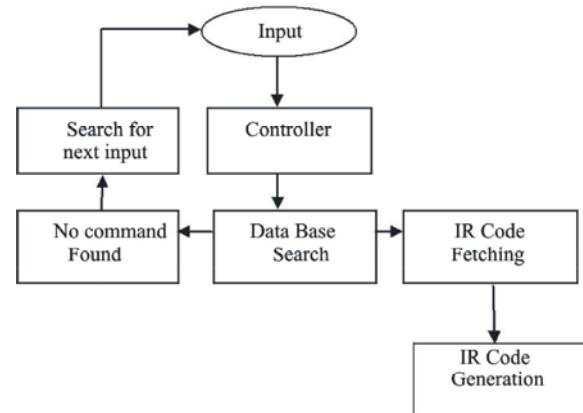 Input
Search for
next input
Controller
No command
Found
Data Base
Search
IR Code
Fetching
IR Code
Generation